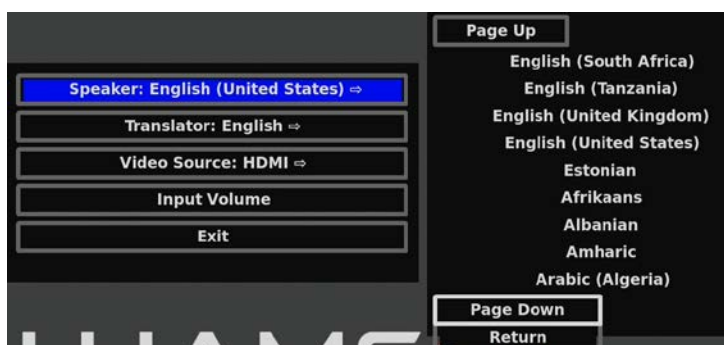 Speaker: English (United States) ⇨
Translator: English ⇨
Video Source: HDMI ⇨
Input Volume
Exit
Page Up
English (South Africa)
English (Tanzania)
English (United Kingdom)
English (United States)
Estonian
Afrikaans
Albanian
Amharic
Arabic (Algeria)
Page Down
Return